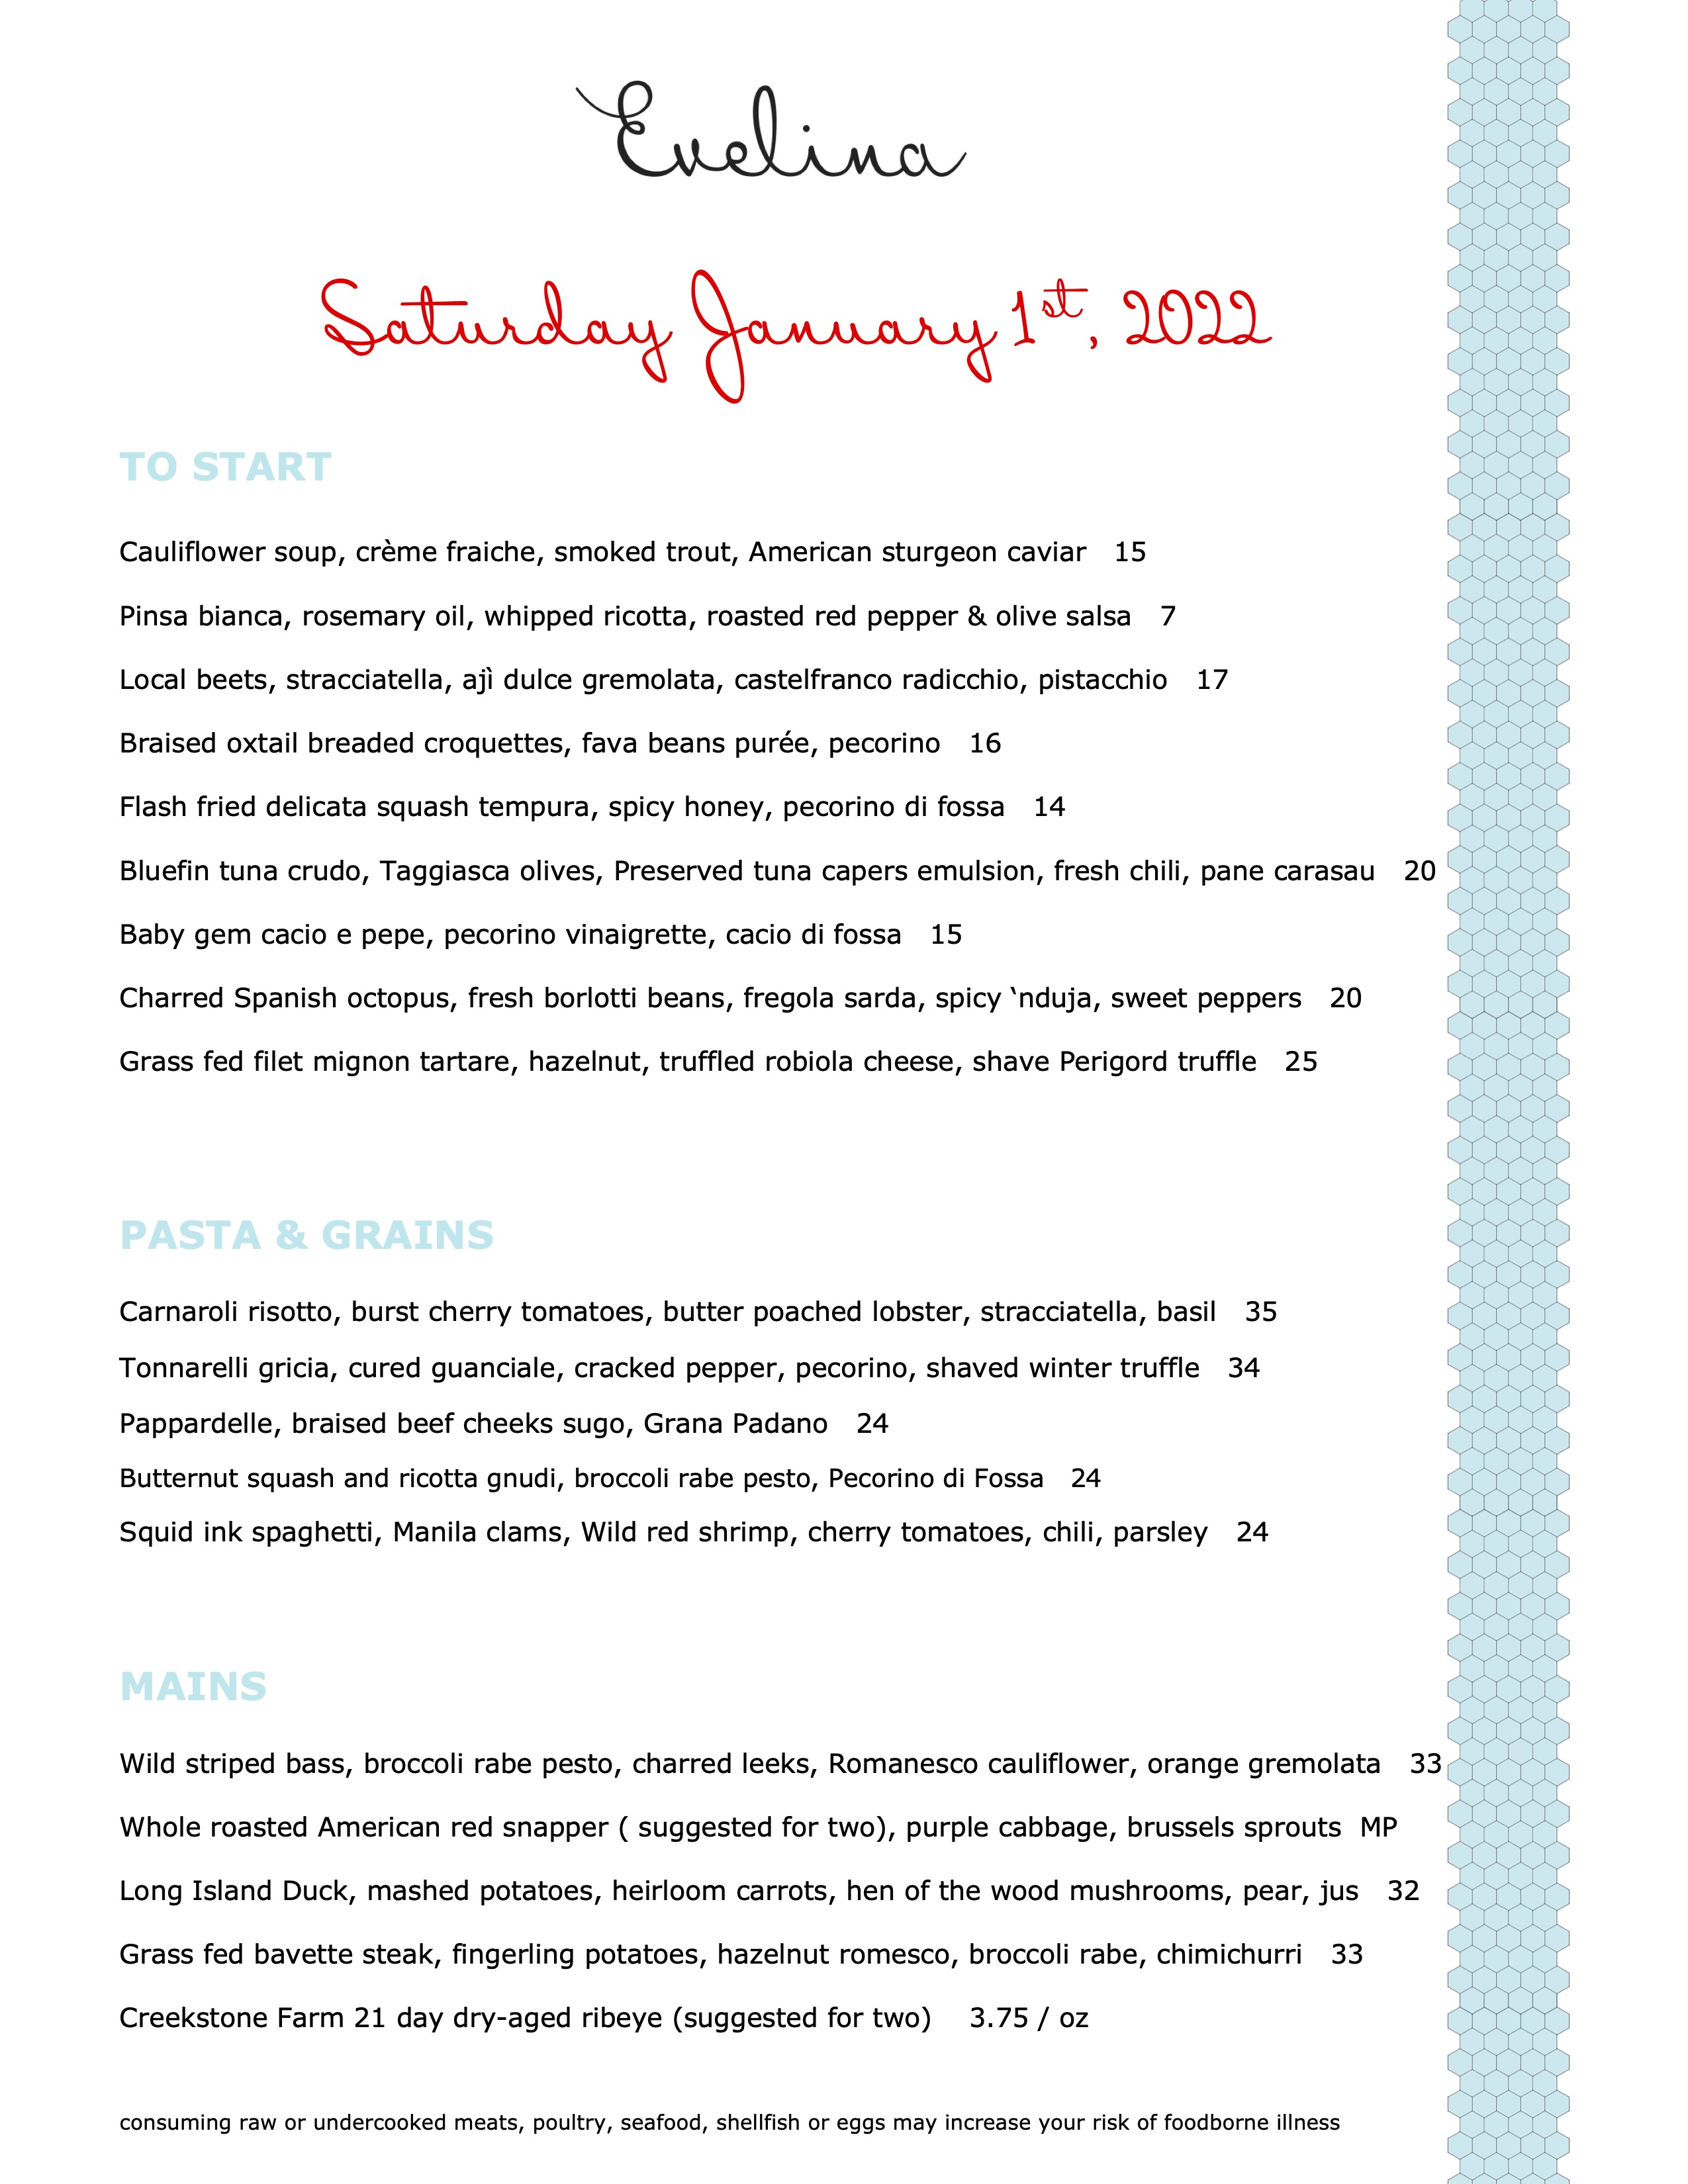 Evelina
Saturday January 1st, 2022
TO START
Cauliflower soup, crème fraiche, smoked trout, American sturgeon caviar 15
Pinsa bianca, rosemary oil, whipped ricotta, roasted red pepper & olive salsa 7
Local beets, stracciatella, ajì dulce gremolata, castelfranco radicchio, pistacchio 17
Braised oxtail breaded croquettes, fava beans purée, pecorino 16
Flash fried delicata squash tempura, spicy honey, pecorino di fossa 14
Bluefin tuna crudo, Taggiasca olives, Preserved tuna capers emulsion, fresh chili, pane carasau 20
Baby gem cacio e pepe, pecorino vinaigrette, cacio di fossa 15
Charred Spanish octopus, fresh borlotti beans, fregola sarda, spicy ‘nduja, sweet peppers 20
Grass fed filet mignon tartare, hazelnut, truffled robiola cheese, shave Perigord truffle 25
PASTA & GRAINS
Carnaroli risotto, burst cherry tomatoes, butter poached lobster, stracciatella, basil 35
Tonnarelli gricia, cured guanciale, cracked pepper, pecorino, shaved winter truffle 34
Pappardelle, braised beef cheeks sugo, Grana Padano 24
Butternut squash and ricotta gnudi, broccoli rabe pesto, Pecorino di Fossa 24
Squid ink spaghetti, Manila clams, Wild red shrimp, cherry tomatoes, chili, parsley 24
MAINS
Wild striped bass, broccoli rabe pesto, charred leeks, Romanesco cauliflower, orange gremolata 33
Whole roasted American red snapper ( suggested for two), purple cabbage, brussels sprouts MP
Long Island Duck, mashed potatoes, heirloom carrots, hen of the wood mushrooms, pear, jus 32
Grass fed bavette steak, fingerling potatoes, hazelnut romesco, broccoli rabe, chimichurri 33
Creekstone Farm 21 day dry-aged ribeye (suggested for two) 3.75 / oz
consuming raw or undercooked meats, poultry, seafood, shellfish or eggs may increase your risk of foodborne illness